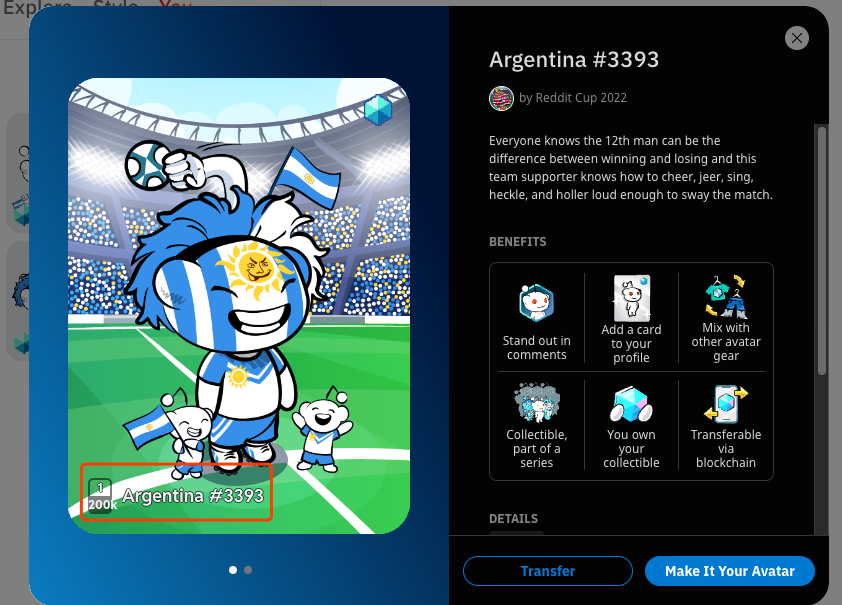 Explore Style You
Argentina #3393
by Reddit Cup 2022
Everyone knows the 12th man can be the
difference between winning and losing and this
team supporter knows how to cheer, jeer, sing,
heckle, and holler loud enough to sway the match.
BENEFITS
Stand out in
comments
Add a card
to your
profile
Mix with
other avatar
gear
Collectible,
part of a
series
You own
your
collectible
Transferable
via
blockchain
DETAILS
1
200k
Argentina #3393
Transfer
Make It Your Avatar